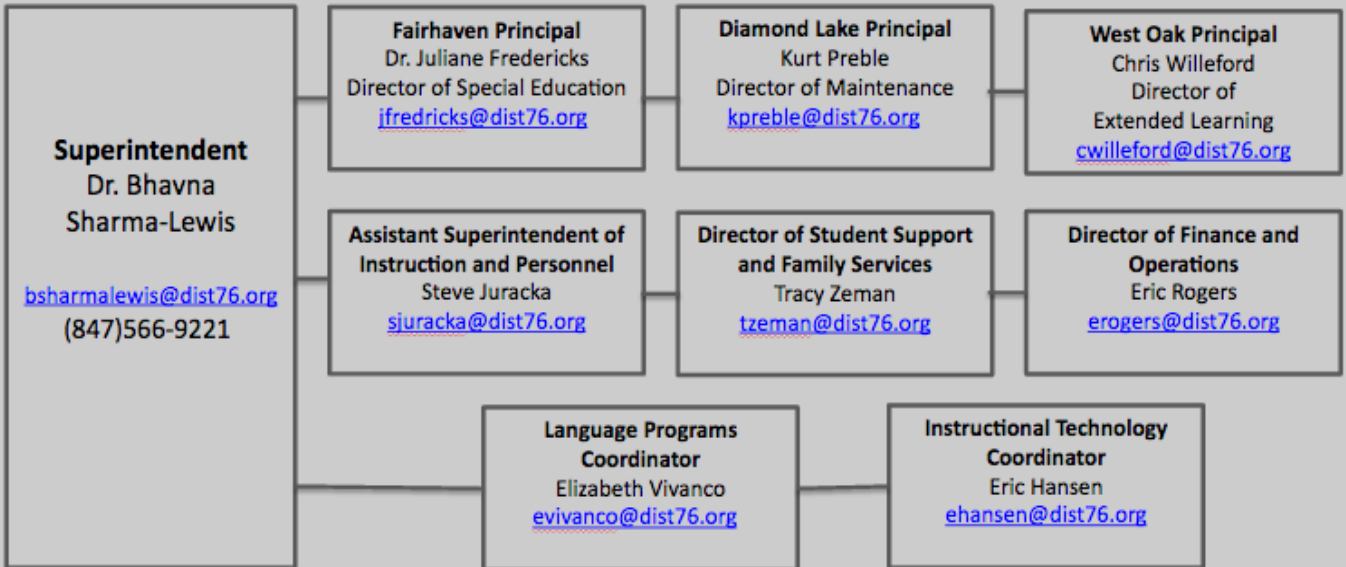 Superintendent
Dr. Bhavna
Sharma-Lewis
bsharmalewis@dist76.org
(847)566-9221
Fairhaven Principal
Dr. Juliane Fredericks
Director of Special Education
jfredricks@dist76.org
Diamond Lake Principal
Kurt Preble
Director of Maintenance
kpreble@dist76.org
West Oak Principal
Chris Willeford
Director of
Extended Learning
cwilleford@dist76.org
Assistant Superintendent of
Instruction and Personnel
Steve Juracka
sjuracka@dist76.org
Director of Student Support
and Family Services
Tracy Zeman
tzeman@dist76.org
Director of Finance and
Operations
Eric Rogers
erogers@dist76.org
Language Programs
Coordinator
Elizabeth Vivanco
evivanco@dist76.org
Instructional Technology
Coordinator
Eric Hansen
ehansen@dist76.org